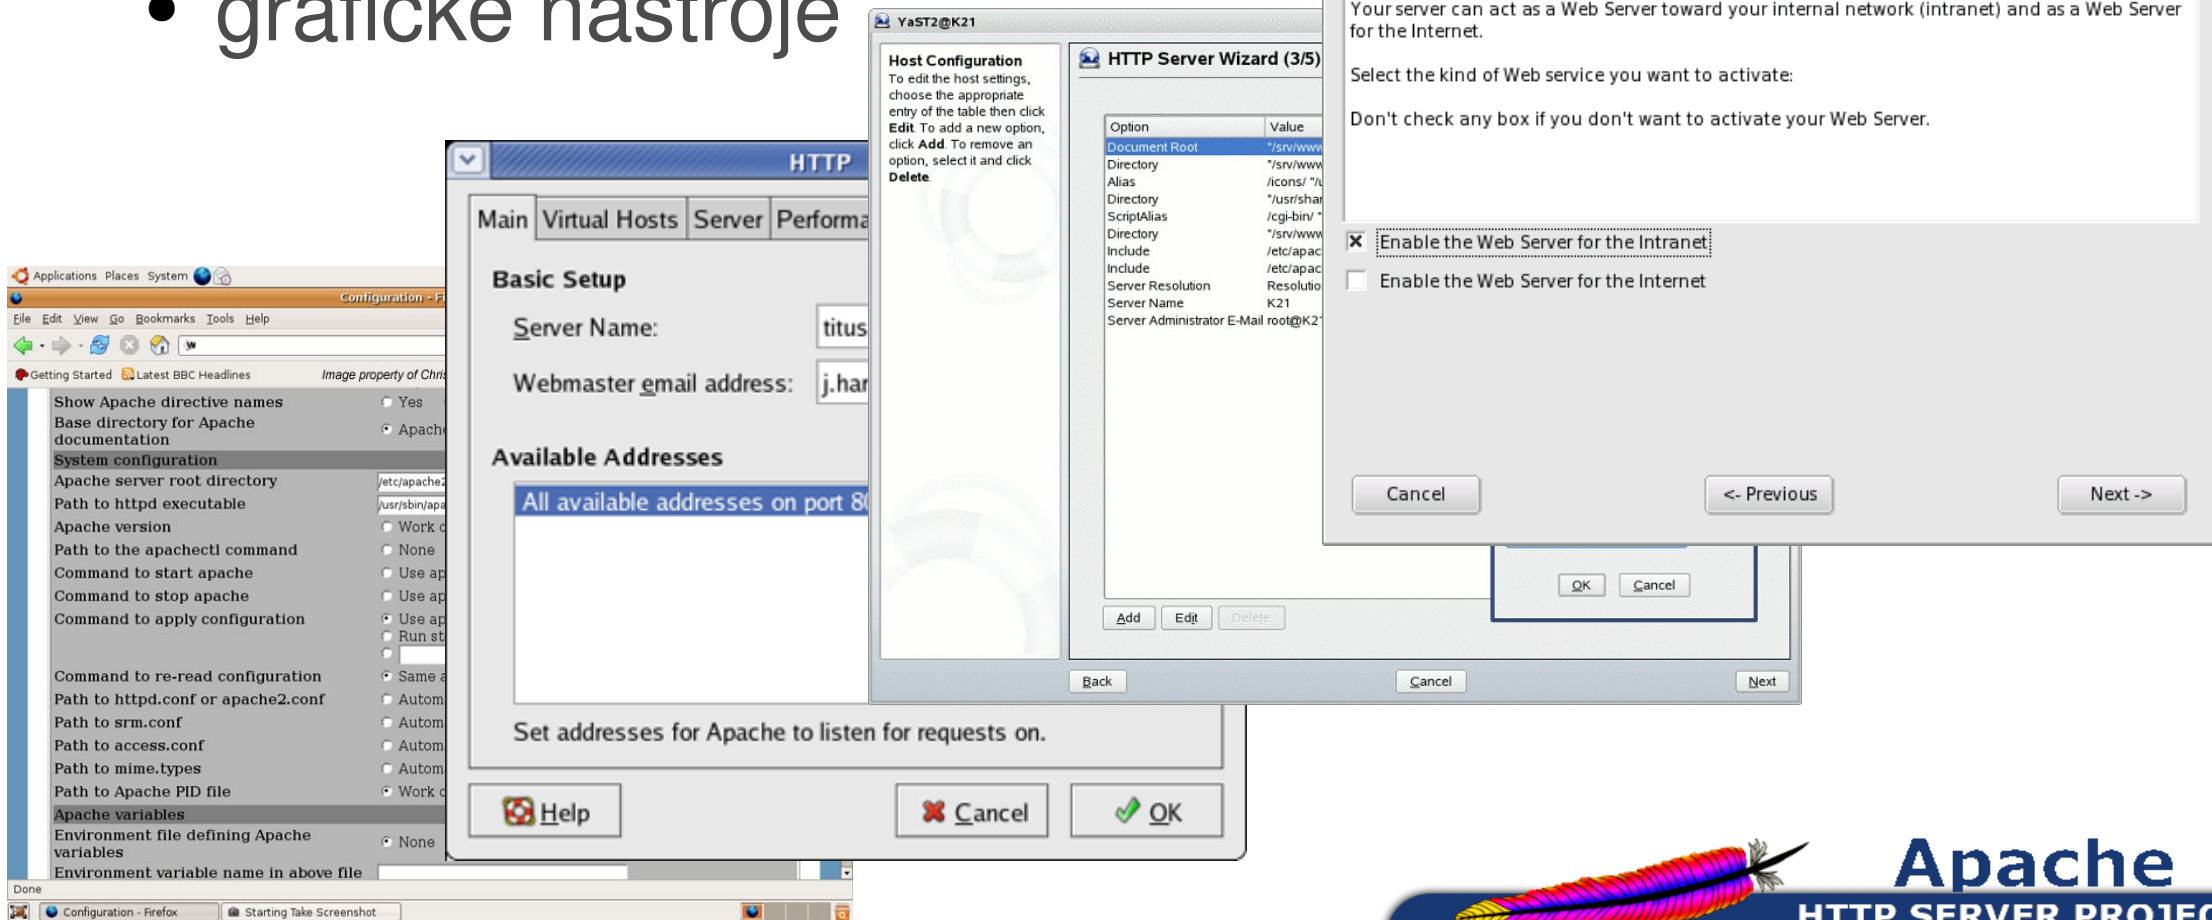 • grafické nástroje
YaST2@K21
Host Configuration
To edit the host settings,
choose the appropriate
entry of the table then click
Edit. To add a new option,
click Add. To remove an
option, select it and click
Delete.
HTTP Server Wizard (3/5)
Option Value
Document Root "/srv/www
Directory "/srv/www
Alias /icons/ "/u
Directory "/usr/shar
ScriptAlias /cgi-bin/ "
Directory "/srv/www
Include /etc/apac
Include /etc/apac
Server Resolution Resolutio
Server Name K21
Server Administrator E-Mail root@K21
Add Edit Delete
OK Cancel
Back Cancel Next
Your server can act as a Web Server toward your internal network (intranet) and as a Web Server
for the Internet.
Select the kind of Web service you want to activate:
Don't check any box if you don't want to activate your Web Server.
Enable the Web Server for the Intranet
Enable the Web Server for the Internet
Cancel <- Previous Next ->
HTTP
Main Virtual Hosts Server Performa
Basic Setup
Server Name: titus
Webmaster email address: j.har
Available Addresses
All available addresses on port 80
Set addresses for Apache to listen for requests on.
Help Cancel OK
Applications Places System
Configuration - Fi
File Edit View Go Bookmarks Tools Help
Getting Started Latest BBC Headlines Image property of Chris
Show Apache directive names Yes
Base directory for Apache
documentation Apache
System configuration
Apache server root directory /etc/apache2
Path to httpd executable /usr/sbin/apa
Apache version Work o
Path to the apachectl command None
Command to start apache Use ap
Command to stop apache Use ap
Command to apply configuration Use ap
Run st
Command to re-read configuration Same a
Path to httpd.conf or apache2.conf Autom
Path to srm.conf Autom
Path to access.conf Autom
Path to mime.types Autom
Path to Apache PID file Work o
Apache variables
Environment file defining Apache
variables None
Environment variable name in above file
Done
Configuration - Firefox Starting Take Screenshot
Apache
HTTP SERVER PROJEC